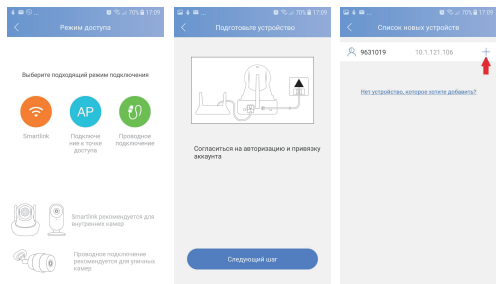 70% 17:09
Режим доступа
Выберите подходящий режим подключения
AP
Smartlink
Подключе
ние к точке
доступа
Проводное
подключение
Smartlink рекомендуется для
внутренних камер
Проводное подключение
рекомендуется для уличных
камер
70% 17:09
Подготовьте устройство
Согласиться на авторизацию и привязку
аккаунта
Следующий шаг
70% 17:09
Список новых устройств
9631019 10.1.121.106
Нет устройство, которое хотите добавить?